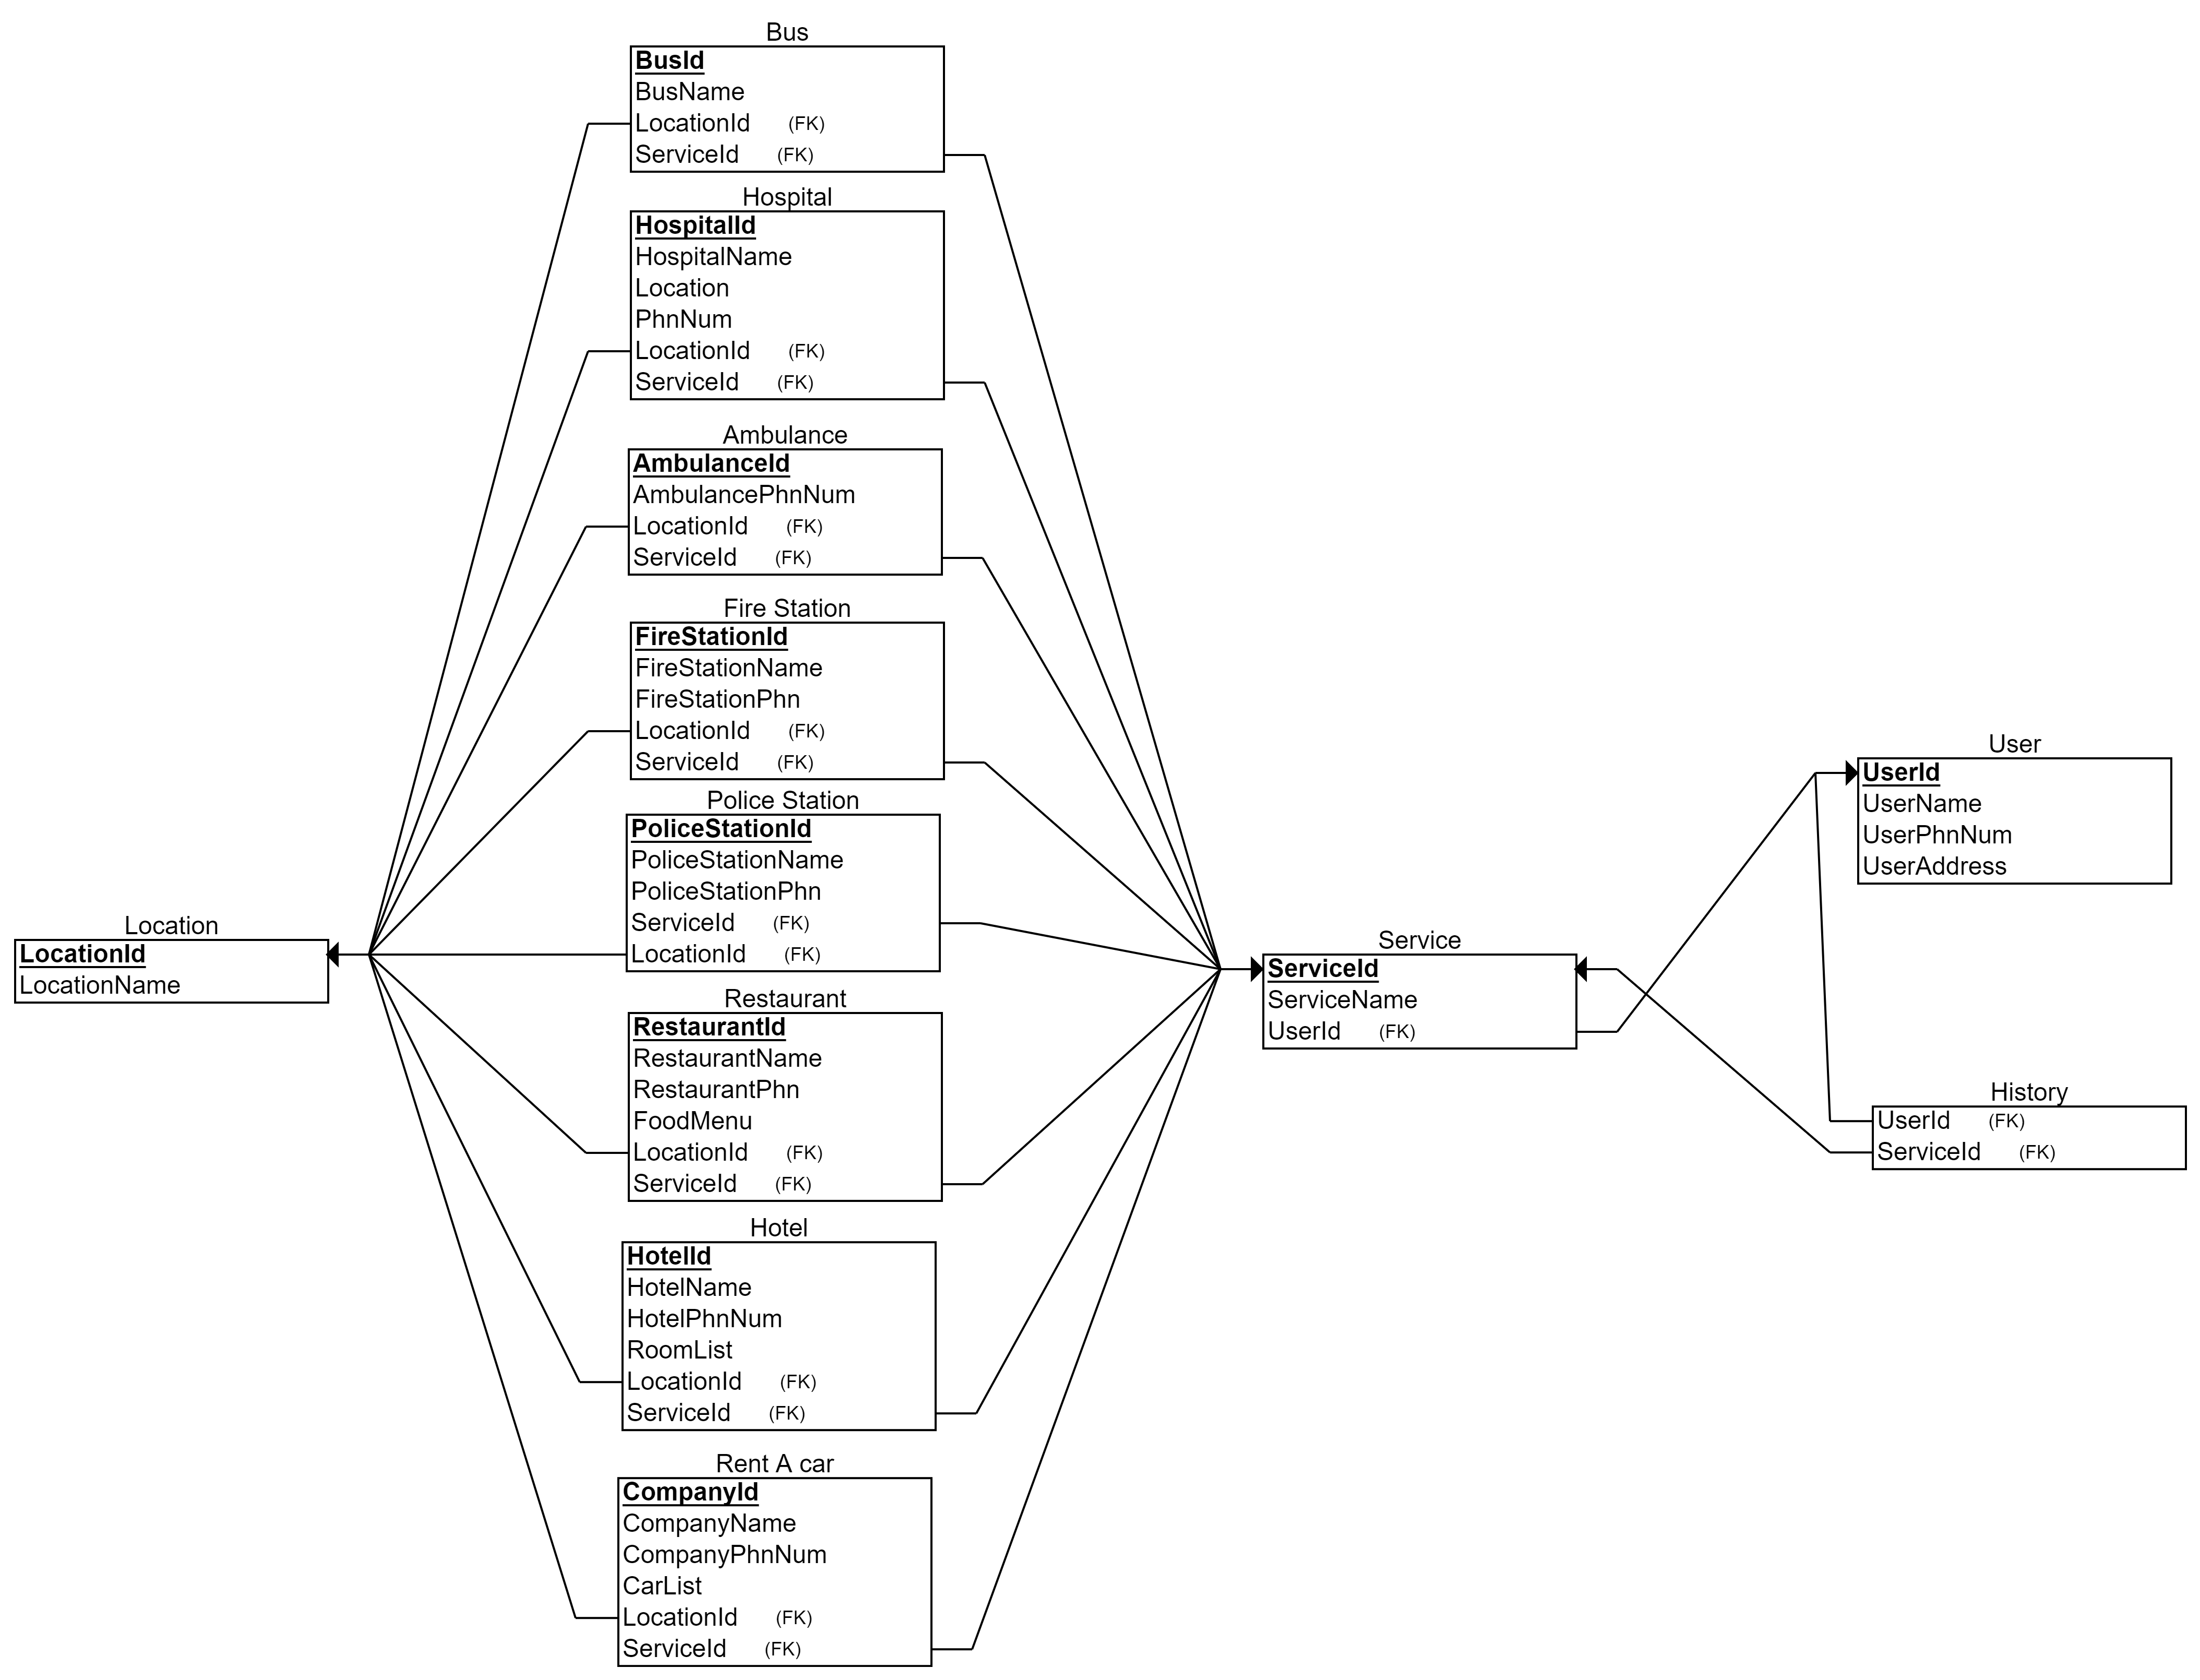 Bus
BusId
BusName
LocationId (FK)
ServiceId (FK)
Hospital
HospitalId
HospitalName
Location
PhnNum
LocationId (FK)
ServiceId (FK)
Ambulance
AmbulanceId
AmbulancePhnNum
LocationId (FK)
ServiceId (FK)
Fire Station
FireStationId
FireStationName
FireStationPhn
LocationId (FK)
ServiceId (FK)
Police Station
PoliceStationId
PoliceStationName
PoliceStationPhn
ServiceId (FK)
LocationId (FK)
Location
LocationId
LocationName
Restaurant
RestaurantId
RestaurantName
RestaurantPhn
FoodMenu
LocationId (FK)
ServiceId (FK)
Hotel
HotelId
HotelName
HotelPhnNum
RoomList
LocationId (FK)
ServiceId (FK)
Rent A car
CompanyId
CompanyName
CompanyPhnNum
CarList
LocationId (FK)
ServiceId (FK)
Service
ServiceId
ServiceName
UserId (FK)
User
UserId
UserName
UserPhnNum
UserAddress
History
UserId (FK)
ServiceId (FK)